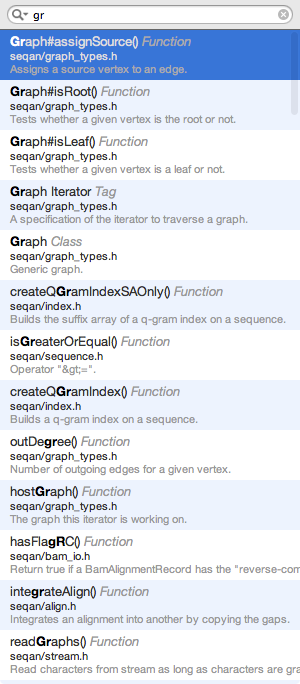 gr
Graph#assignSource() Function
seqan/graph_types.h
Assigns a source vertex to an edge.
Graph#isRoot() Function
seqan/graph_types.h
Tests whether a given vertex is the root or not.
Graph#isLeaf() Function
seqan/graph_types.h
Tests whether a given vertex is a leaf or not.
Graph Iterator Tag
seqan/graph_types.h
A specification of the iterator to traverse a graph.
Graph Class
seqan/graph_types.h
Generic graph.
createQGramIndexSAOnly() Function
seqan/index.h
Builds the suffix array of a q-gram index on a sequence.
isGreaterOrEqual() Function
seqan/sequence.h
Operator "&gt;=".
createQGramIndex() Function
seqan/index.h
Builds a q-gram index on a sequence.
outDegree() Function
seqan/graph_types.h
Number of outgoing edges for a given vertex.
hostGraph() Function
The graph this iterator is working on.
hasFlagRC() Function
seqan/bam_io.h
Return true if a BamAlignmentRecord has the "reverse-com
integrateAlign() Function
seqan/align.h
Integrates an alignment into another by copying the gaps.
readGraphs() Function
seqan/stream.h
Read characters from stream as long as characters are gra